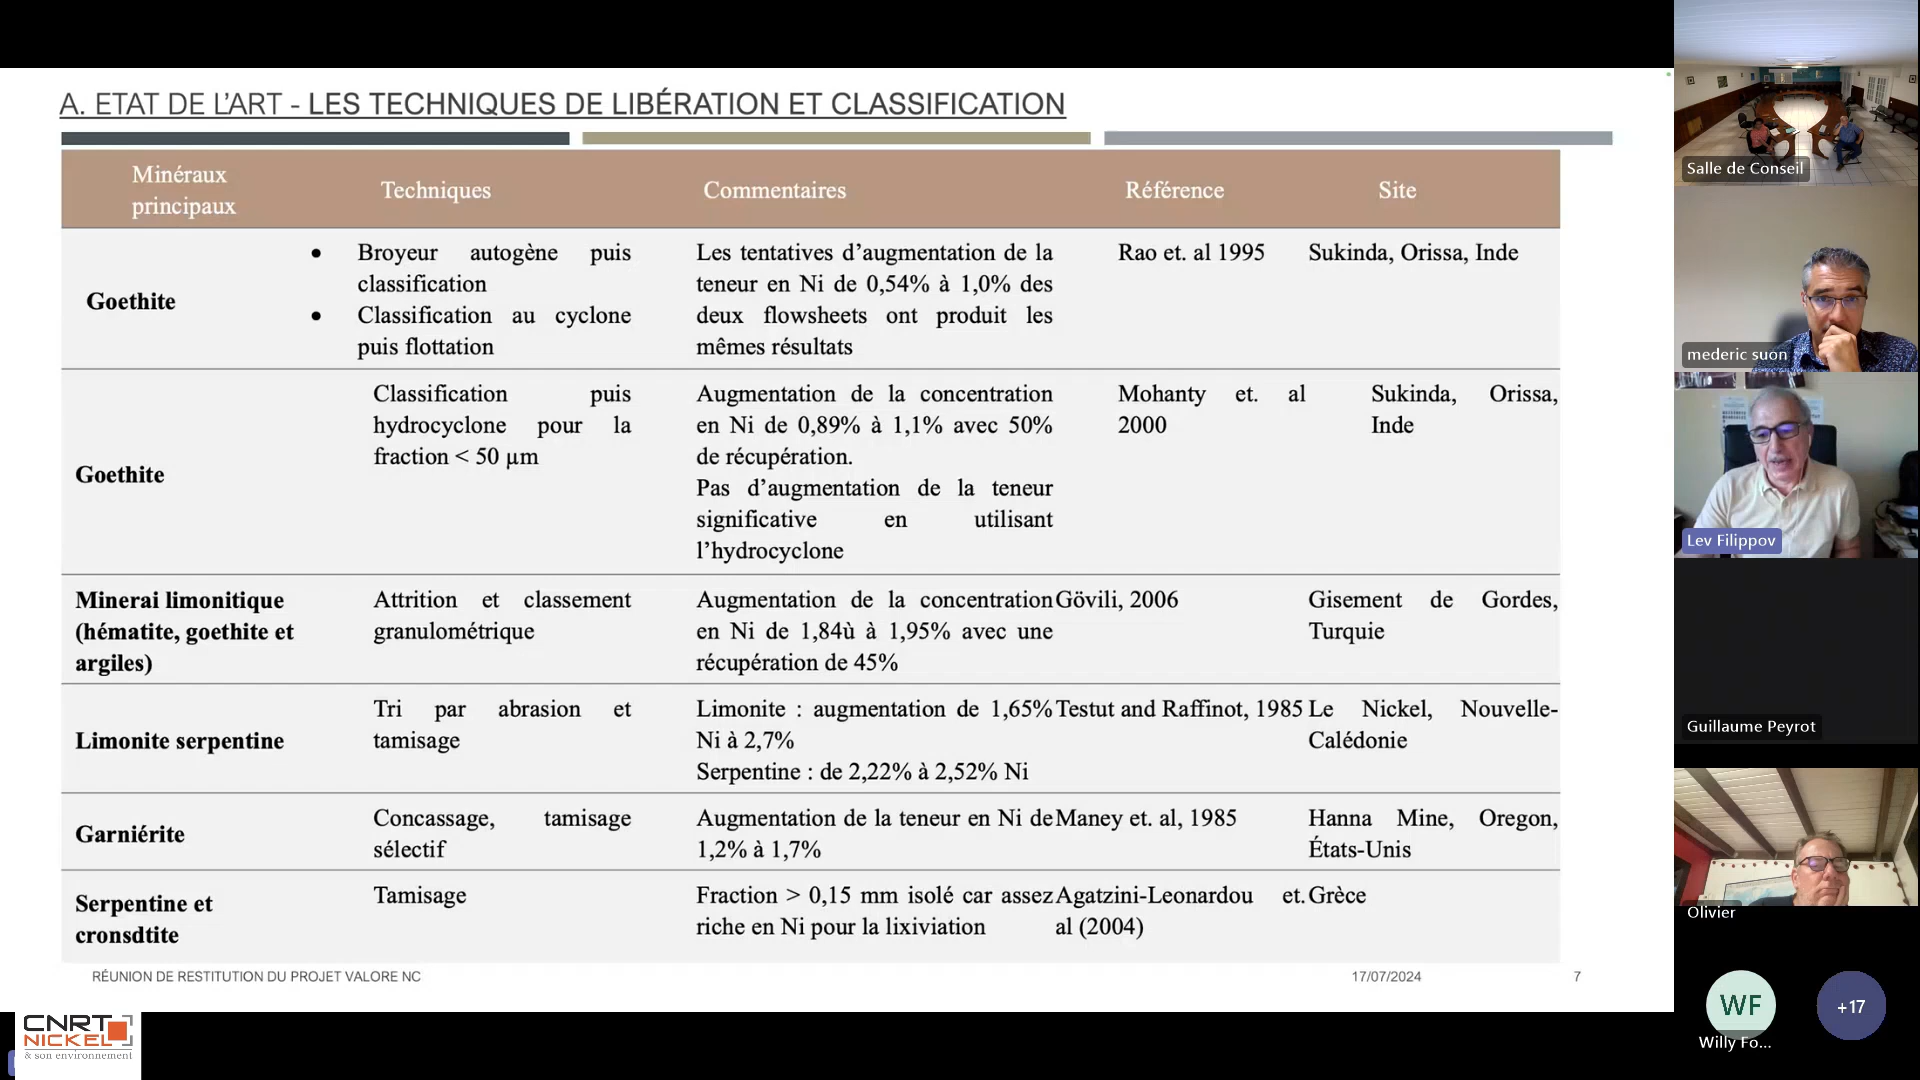 A. ETAT DE L'ART - LES TECHNIQUES DE LIBÉRATION ET CLASSIFICATION
Minéraux
principaux
Techniques
Commentaires
Référence
Site
Goethite
• Broyeur autogène puis
classification
• Classification au cyclone
puis flottation
Les tentatives d'augmentation de la
teneur en Ni de 0,54% à 1,0% des
deux flowsheets ont produit les
mêmes résultats
Rao et. al 1995
Sukinda, Orissa, Inde
Goethite
Classification puis
hydrocyclone pour la
fraction < 50 µm
Augmentation de la concentration
en Ni de 0,89% à 1,1% avec 50%
de récupération.
Pas d'augmentation de la teneur
significative en utilisant
l'hydrocyclone
Mohanty et. al
2000
Sukinda, Orissa,
Inde
Minerai limonitique
(hématite, goethite et
argiles)
Attrition et classement
granulométrique
Augmentation de la concentration
en Ni de 1,84ù à 1,95% avec une
récupération de 45%
Gövili, 2006
Gisement de Gordes,
Turquie
Limonite serpentine
Tri par abrasion et
tamisage
Limonite : augmentation de 1,65%
Ni à 2,7%
Serpentine : de 2,22% à 2,52% Ni
Testut and Raffinot, 1985
Le Nickel, Nouvelle-
Calédonie
Garniérite
Concassage, tamisage
sélectif
Augmentation de la teneur en Ni de
1,2% à 1,7%
Maney et. al, 1985
Hanna Mine, Oregon,
États-Unis
Serpentine et
cronsdtite
Tamisage
Fraction > 0,15 mm isolé car assez
riche en Ni pour la lixiviation
Agatzini-Leonardou et.
al (2004)
Grèce
RÉUNION DE RESTITUTION DU PROJET VALORE NC
17/07/2024
7
CNRT
NICKEL
& son environnement
Salle de Conseil
mederic suon
Lev Filippov
Guillaume Peyrot
Olivier
WF
Willy Fo...
+17